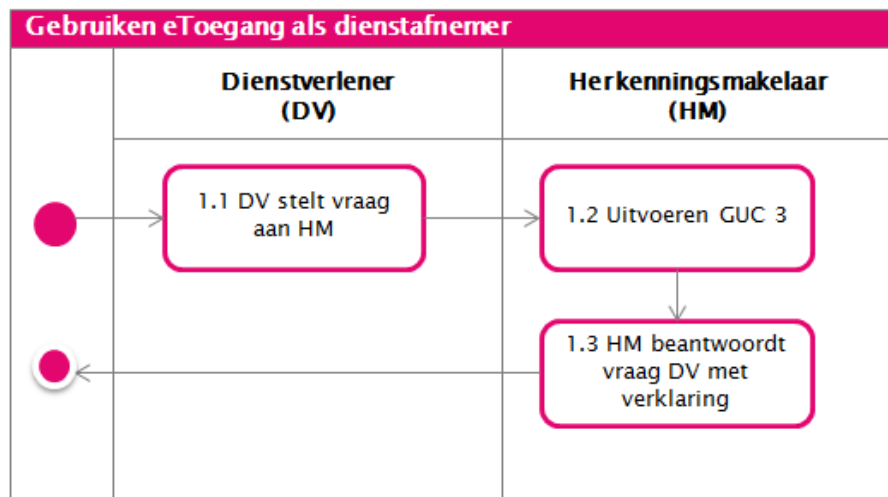 Gebruiken eToegang als dienstafnemer
Dienstverlener
(DV)
Herkenningsmakelaar
(HM)
1.1 DV stelt vraag
aan HM
1.2 Uitvoeren GUC 3
1.3 HM beantwoordt
vraag DV met
verklaring